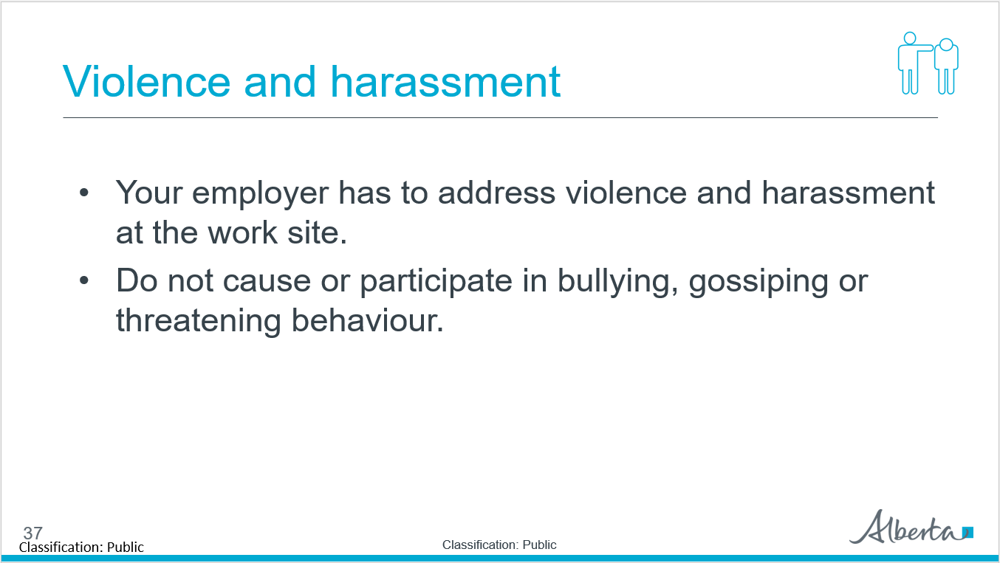 Violence and harassment
• Your employer has to address violence and harassment
at the work site.
• Do not cause or participate in bullying, gossiping or
threatening behaviour.
37
Classification: Public
Classification: Public
Alberta